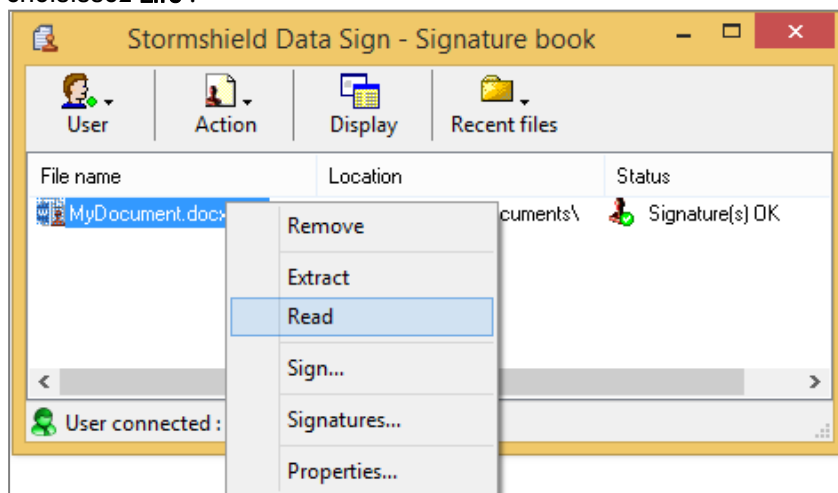 Stormshield Data Sign - Signature book
User Action Display Recent files
File name Location Status
MyDocument.docx cuments\ Signature(s) OK
Remove
Extract
Read
Sign...
User connected : Signatures...
Properties...